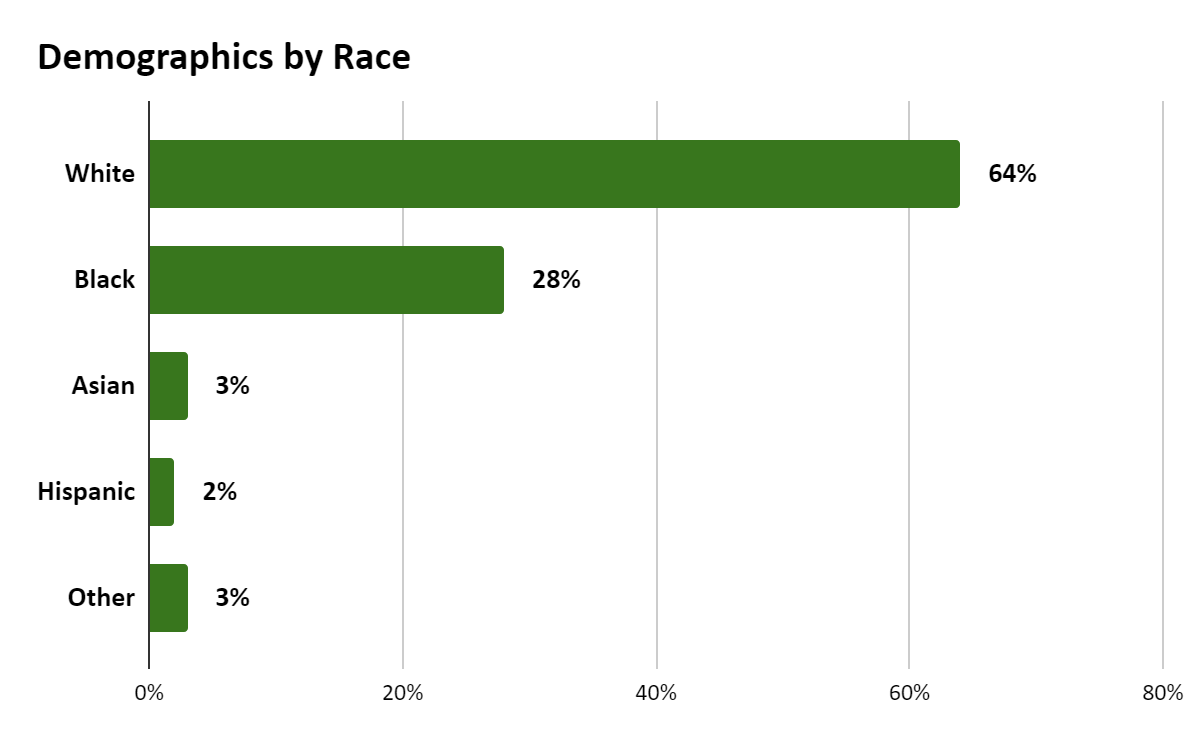 Demographics by Race
White 64%
Black 28%
Asian 3%
Hispanic 2%
Other 3%
0% 20% 40% 60% 80%